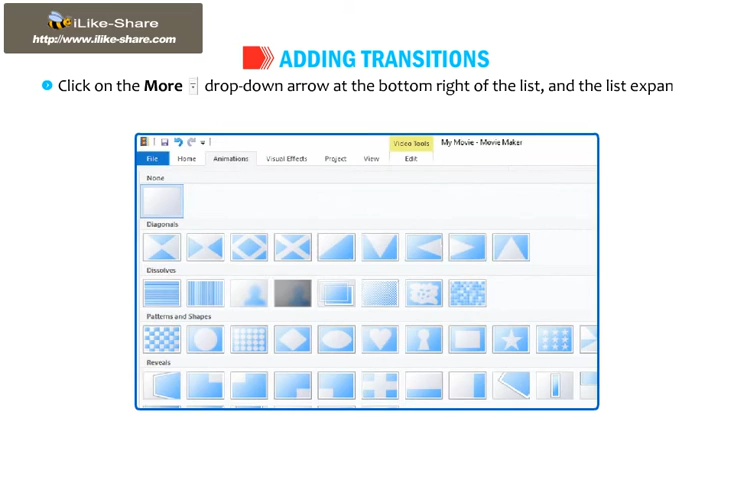 iLike-Share
http://www.ilike-share.com
ADDING TRANSITIONS
Click on the More drop-down arrow at the bottom right of the list, and the list expan
Video Tools
My Movie - Movie Maker
File Home Animations Visual Effects Project View Edit
None
Diagonals
Dissolves
Patterns and Shapes
Reveals